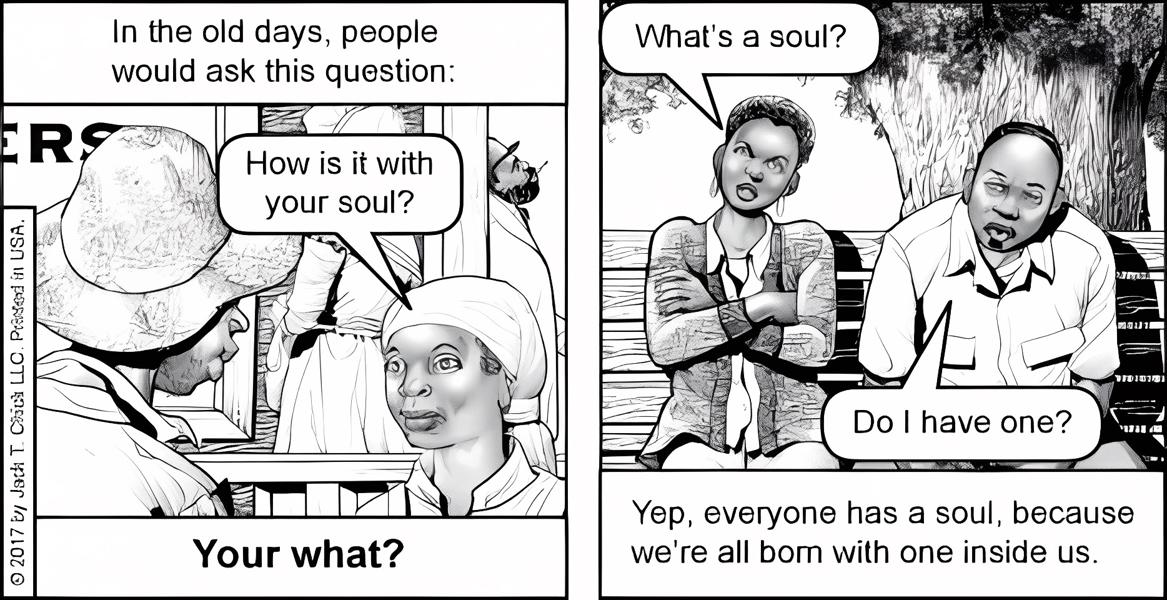 In the old days, people
would ask this question:
ERS
How is it with
your soul?
© 2017 by Jack T. Chick LLC. Printed in USA.
Your what?
What's a soul?
Do I have one?
Yep, everyone has a soul, because
we're all born with one inside us.